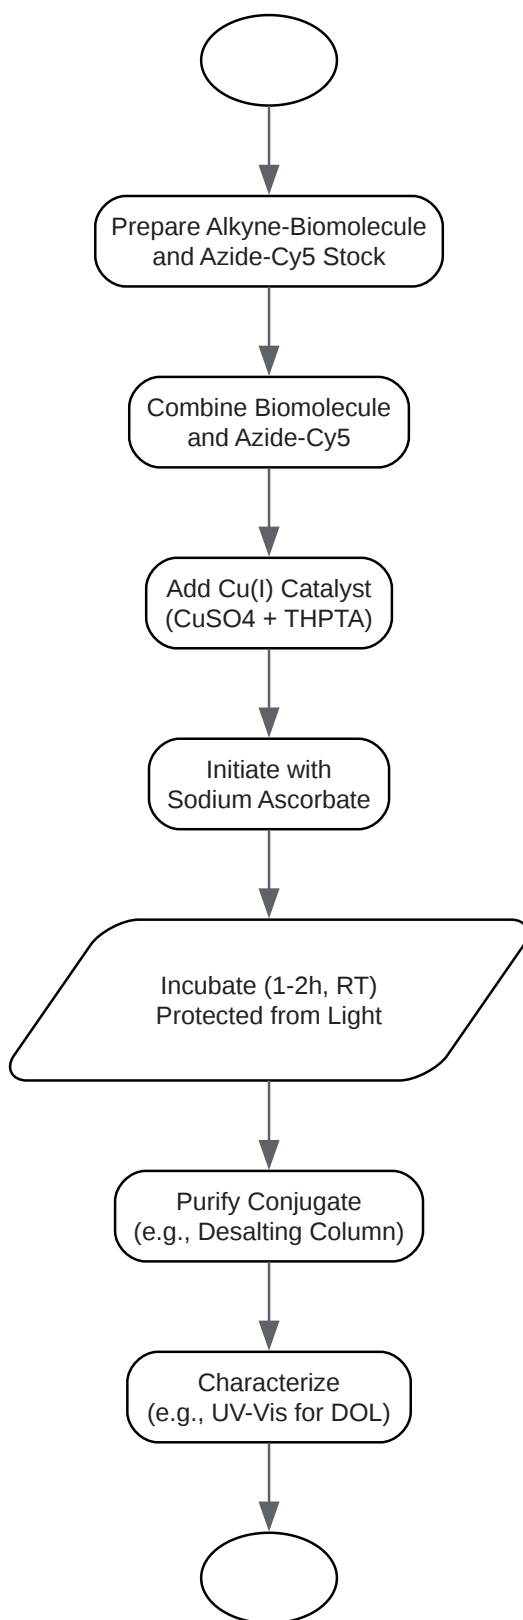 Prepare Alkyne-Biomolecule
and Azide-Cy5 Stock
Combine Biomolecule
and Azide-Cy5
Add Cu(I) Catalyst
(CuSO4 + THPTA)
Initiate with
Sodium Ascorbate
Incubate (1-2h, RT)
Protected from Light
Purify Conjugate
(e.g., Desalting Column)
Characterize
(e.g., UV-Vis for DOL)